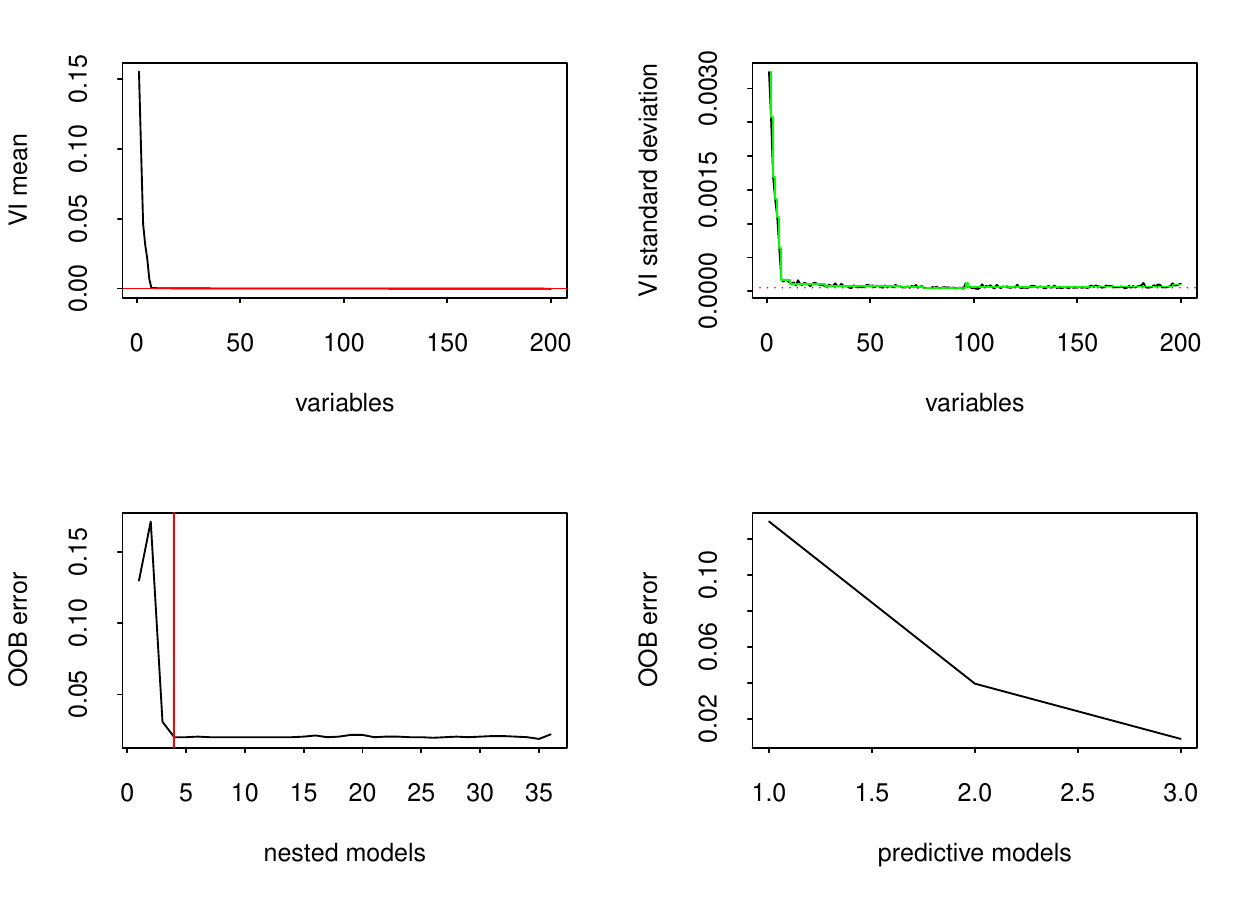 VI mean
0.00 0.05 0.10 0.15
0 50 100 150 200
variables
VI standard deviation
0.0000 0.0015 0.0030
0 50 100 150 200
variables
OOB error
0.05 0.10 0.15
0 5 10 15 20 25 30 35
nested models
OOB error
0.02 0.06 0.10
1.0 1.5 2.0 2.5 3.0
predictive models